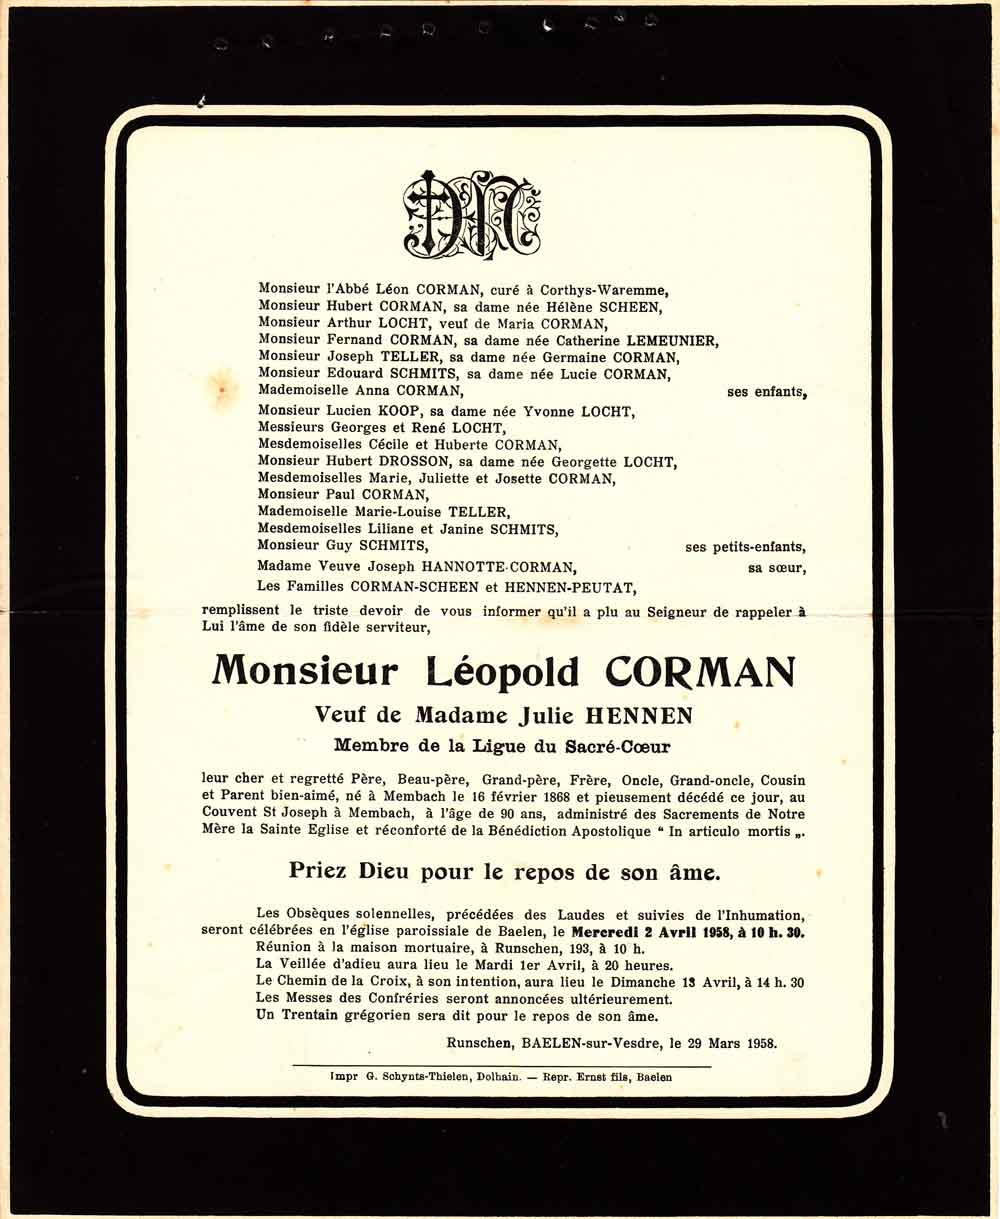 Monsieur l'Abbé Léon CORMAN, curé à Corthys-Waremme,
Monsieur Hubert CORMAN, sa dame née Hélène SCHEEN,
Monsieur Arthur LOCHT, veuf de Maria CORMAN,
Monsieur Fernand CORMAN, sa dame née Catherine LEMEUNIER,
Monsieur Joseph TELLER, sa dame née Germaine CORMAN,
Monsieur Edouard SCHMITS, sa dame née Lucie CORMAN,
Mademoiselle Anna CORMAN, ses enfants,
Monsieur Lucien KOOP, sa dame née Yvonne LOCHT,
Messieurs Georges et René LOCHT,
Mesdemoiselles Cécile et Huberte CORMAN,
Monsieur Hubert DROSSON, sa dame née Georgette LOCHT,
Mesdemoiselles Marie, Juliette et Josette CORMAN,
Monsieur Paul CORMAN,
Mademoiselle Marie-Louise TELLER,
Mesdemoiselles Liliane et Janine SCHMITS,
Monsieur Guy SCHMITS, ses petits-enfants,
Madame Veuve Joseph HANNOTTE-CORMAN, sa sœur,
Les Familles CORMAN-SCHEEN et HENNEN-PEUTAT,
remplissent le triste devoir de vous informer qu'il a plu au Seigneur de rappeler à
Lui l'âme de son fidèle serviteur,
Monsieur Léopold CORMAN
Veuf de Madame Julie HENNEN
Membre de la Ligue du Sacré-Cœur
leur cher et regretté Père, Beau-père, Grand-père, Frère, Oncle, Grand-oncle, Cousin
et Parent bien-aimé, né à Membach le 16 février 1868 et pieusement décédé ce jour, au
Couvent St Joseph à Membach, à l'âge de 90 ans, administré des Sacrements de Notre
Mère la Sainte Eglise et réconforté de la Bénédiction Apostolique “ In articulo mortis „.
Priez Dieu pour le repos de son âme.
Les Obsèques solennelles, précédées des Laudes et suivies de l'Inhumation,
seront célébrées en l'église paroissiale de Baelen, le Mercredi 2 Avril 1958, à 10 h. 30.
Réunion à la maison mortuaire, à Runschen, 193, à 10 h.
La Veillée d'adieu aura lieu le Mardi 1er Avril, à 20 heures.
Le Chemin de la Croix, à son intention, aura lieu le Dimanche 13 Avril, à 14 h. 30
Les Messes des Confréries seront annoncées ultérieurement.
Un Trentain grégorien sera dit pour le repos de son âme.
Runschen, BAELEN-sur-Vesdre, le 29 Mars 1958.
Impr G. Schynts-Thielen, Dolhain. — Repr. Ernst fils, Baelen